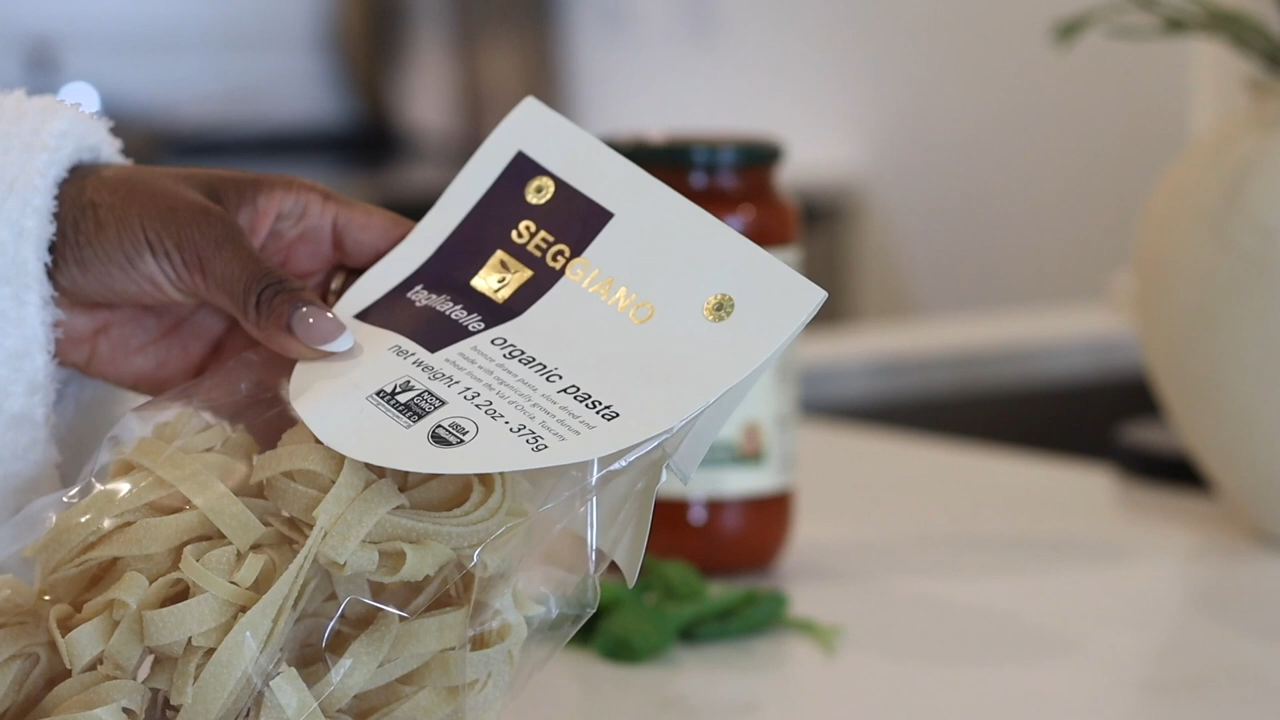 SEGGIANO
tagliatelle
organic pasta
bronze drawn pasta, slow dried and
made with organically grown durum
wheat from the Val d'Orcia, Tuscany
net weight 13.2oz • 375g
NON
GMO
Project
VERIFIED
USDA
ORGANIC